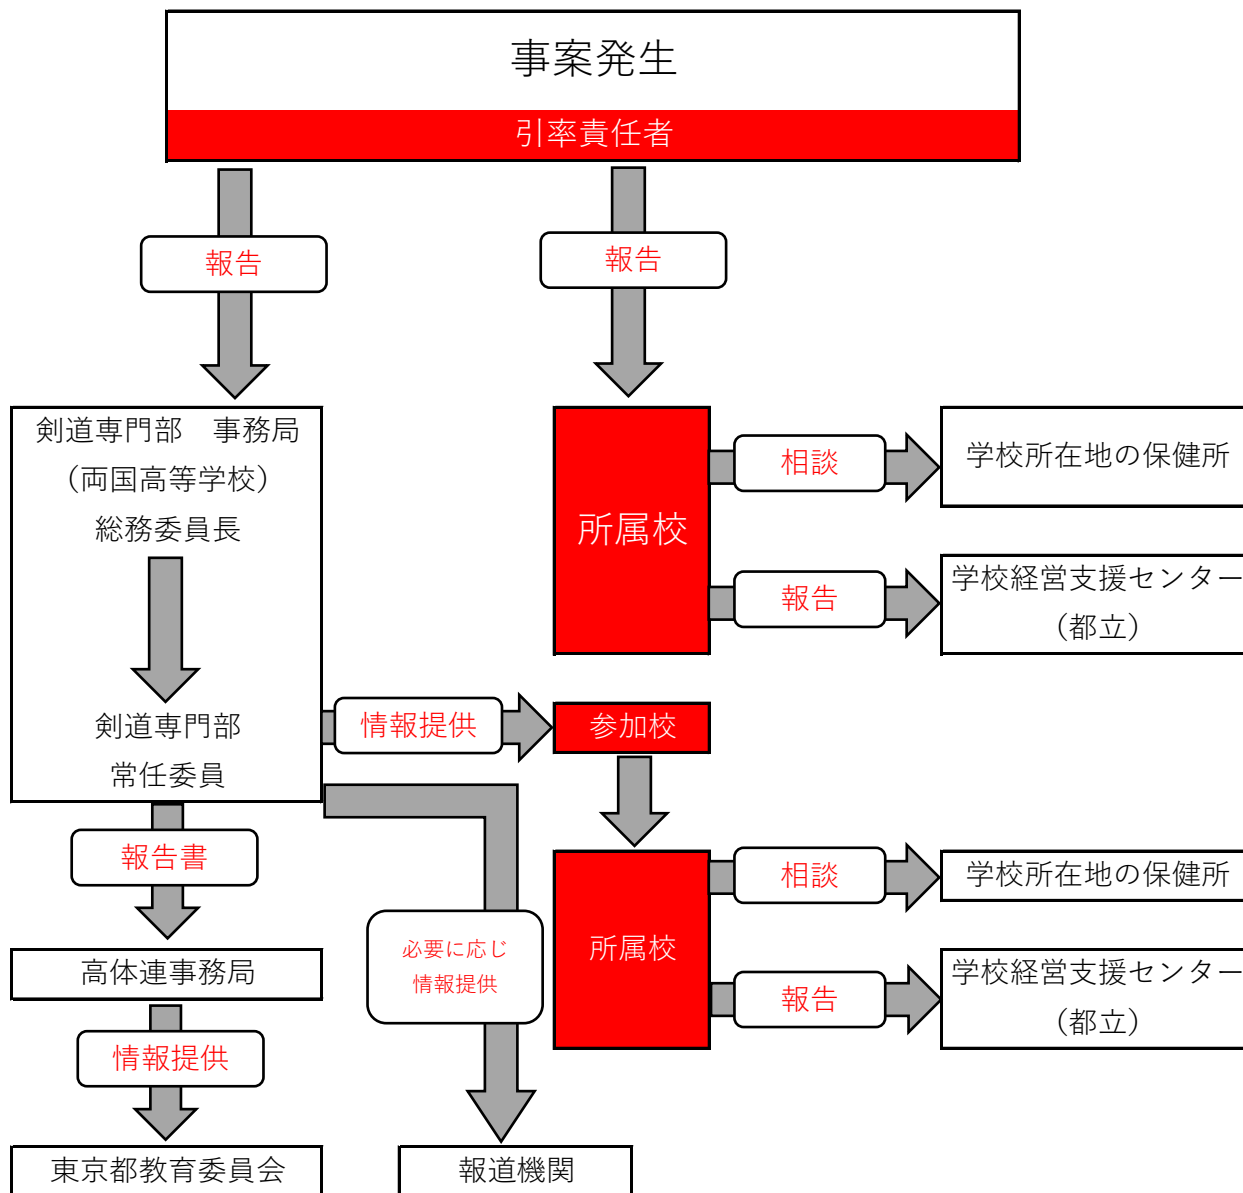 事案発生
引率責任者
報告
報告
剣道専門部　事務局
（両国高等学校）
総務委員長
剣道専門部
常任委員
所属校
相談
学校所在地の保健所
報告
学校経営支援センター
（都立）
情報提供
参加校
報告書
必要に応じ
情報提供
所属校
相談
学校所在地の保健所
報告
学校経営支援センター
（都立）
高体連事務局
情報提供
東京都教育委員会
報道機関